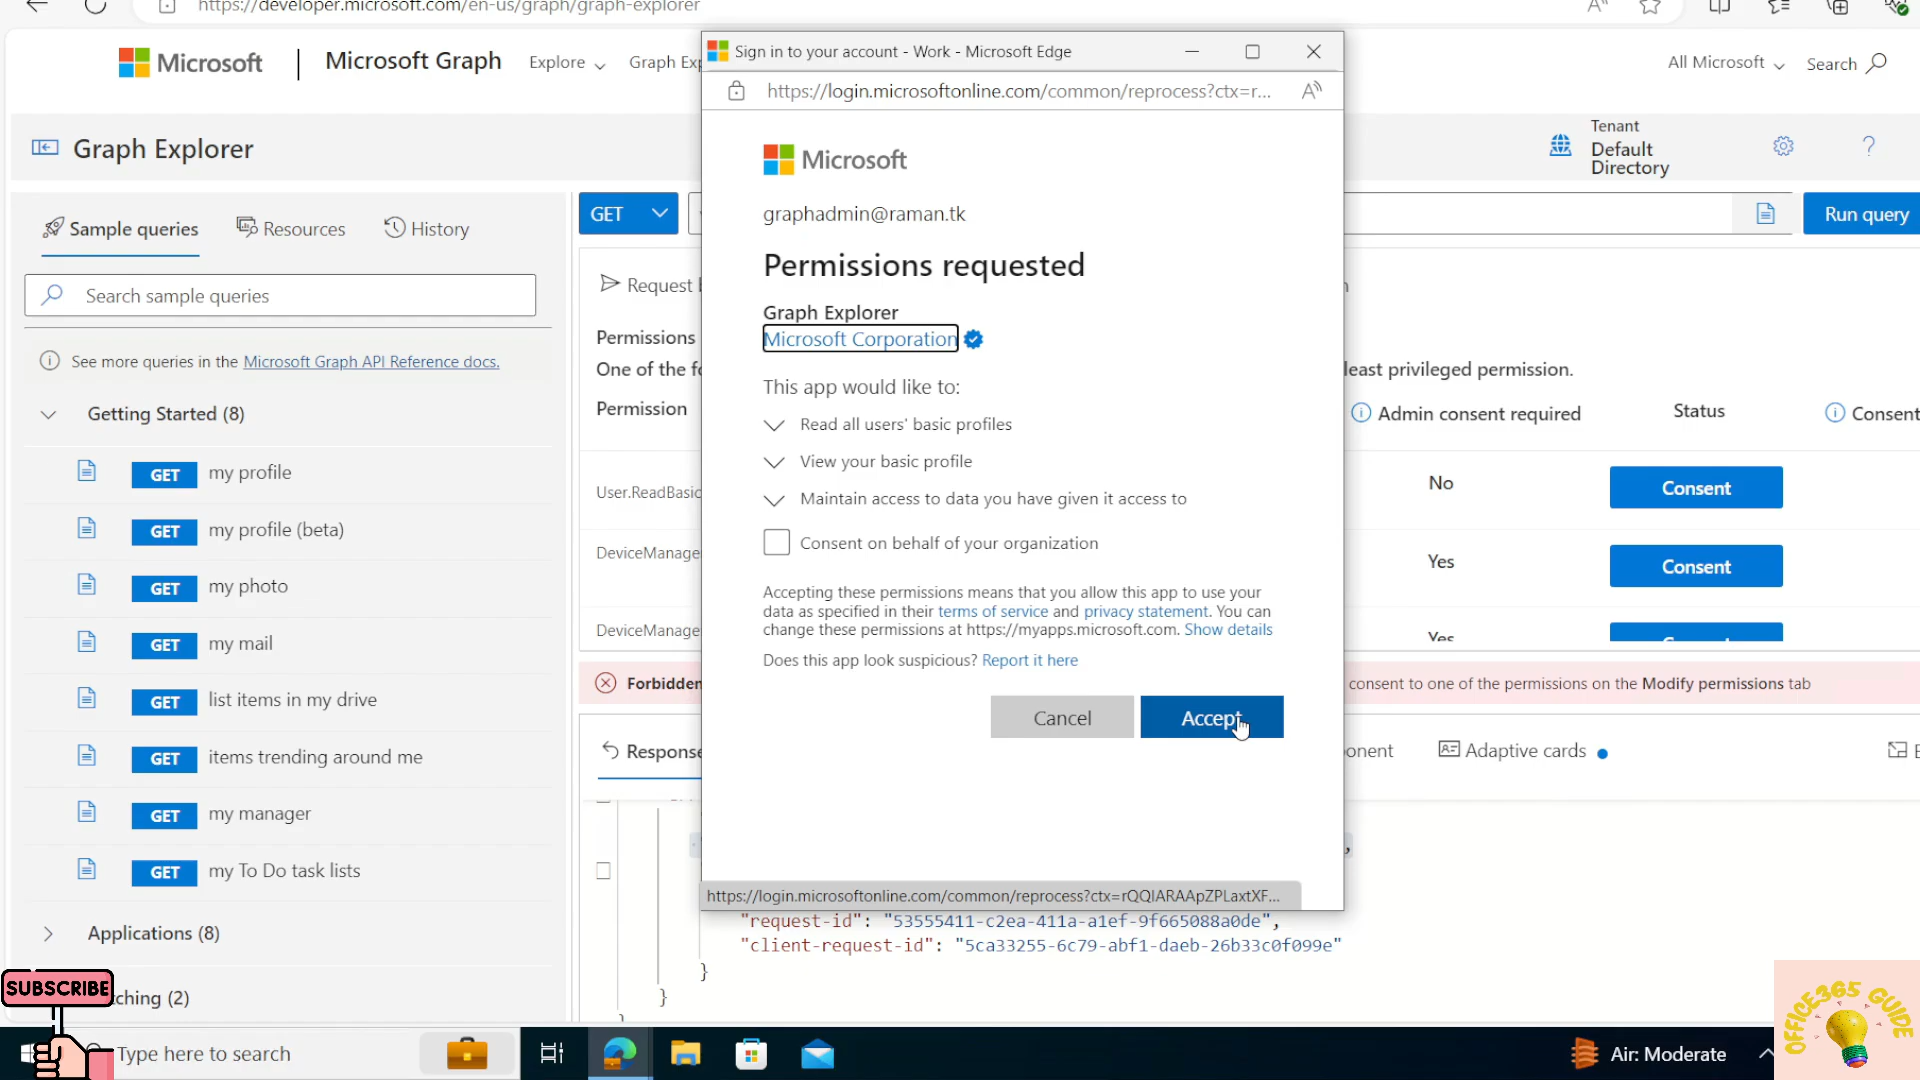 https://developer.microsoft.com/en-us/graph/graph-explorer
Microsoft
Microsoft Graph
Explore
Graph Exp
All Microsoft
Search
Graph Explorer
Tenant
Default
Directory
Sample queries
Resources
History
Search sample queries
See more queries in the Microsoft Graph API Reference docs.
Getting Started (8)
GET my profile
GET my profile (beta)
GET my photo
GET my mail
GET list items in my drive
GET items trending around me
GET my manager
GET my To Do task lists
Applications (8)
ching (2)
GET
Run query
Request
Permissions
One of the
least privileged permission.
Permission
Admin consent required
Status
Consent
User.ReadBasic
No
Consent
DeviceManage
Yes
Consent
DeviceManage
Yes
Forbidden
consent to one of the permissions on the Modify permissions tab
Response
onent
Adaptive cards
"request-id": "53555411-c2ea-411a-a1ef-9f665088a0de",
"client-request-id": "5ca33255-6c79-abf1-daeb-26b33c0f099e"
}
}
Sign in to your account - Work - Microsoft Edge
https://login.microsoftonline.com/common/reprocess?ctx=r...
Microsoft
graphadmin@raman.tk
Permissions requested
Graph Explorer
Microsoft Corporation
This app would like to:
Read all users' basic profiles
View your basic profile
Maintain access to data you have given it access to
Consent on behalf of your organization
Accepting these permissions means that you allow this app to use your
data as specified in their terms of service and privacy statement. You can
change these permissions at https://myapps.microsoft.com. Show details
Does this app look suspicious? Report it here
Cancel
Accept
https://login.microsoftonline.com/common/reprocess?ctx=rQQIARAApZPLaxtXF...
SUBSCRIBE
Type here to search
Air: Moderate
OFFICE365 GUIDE